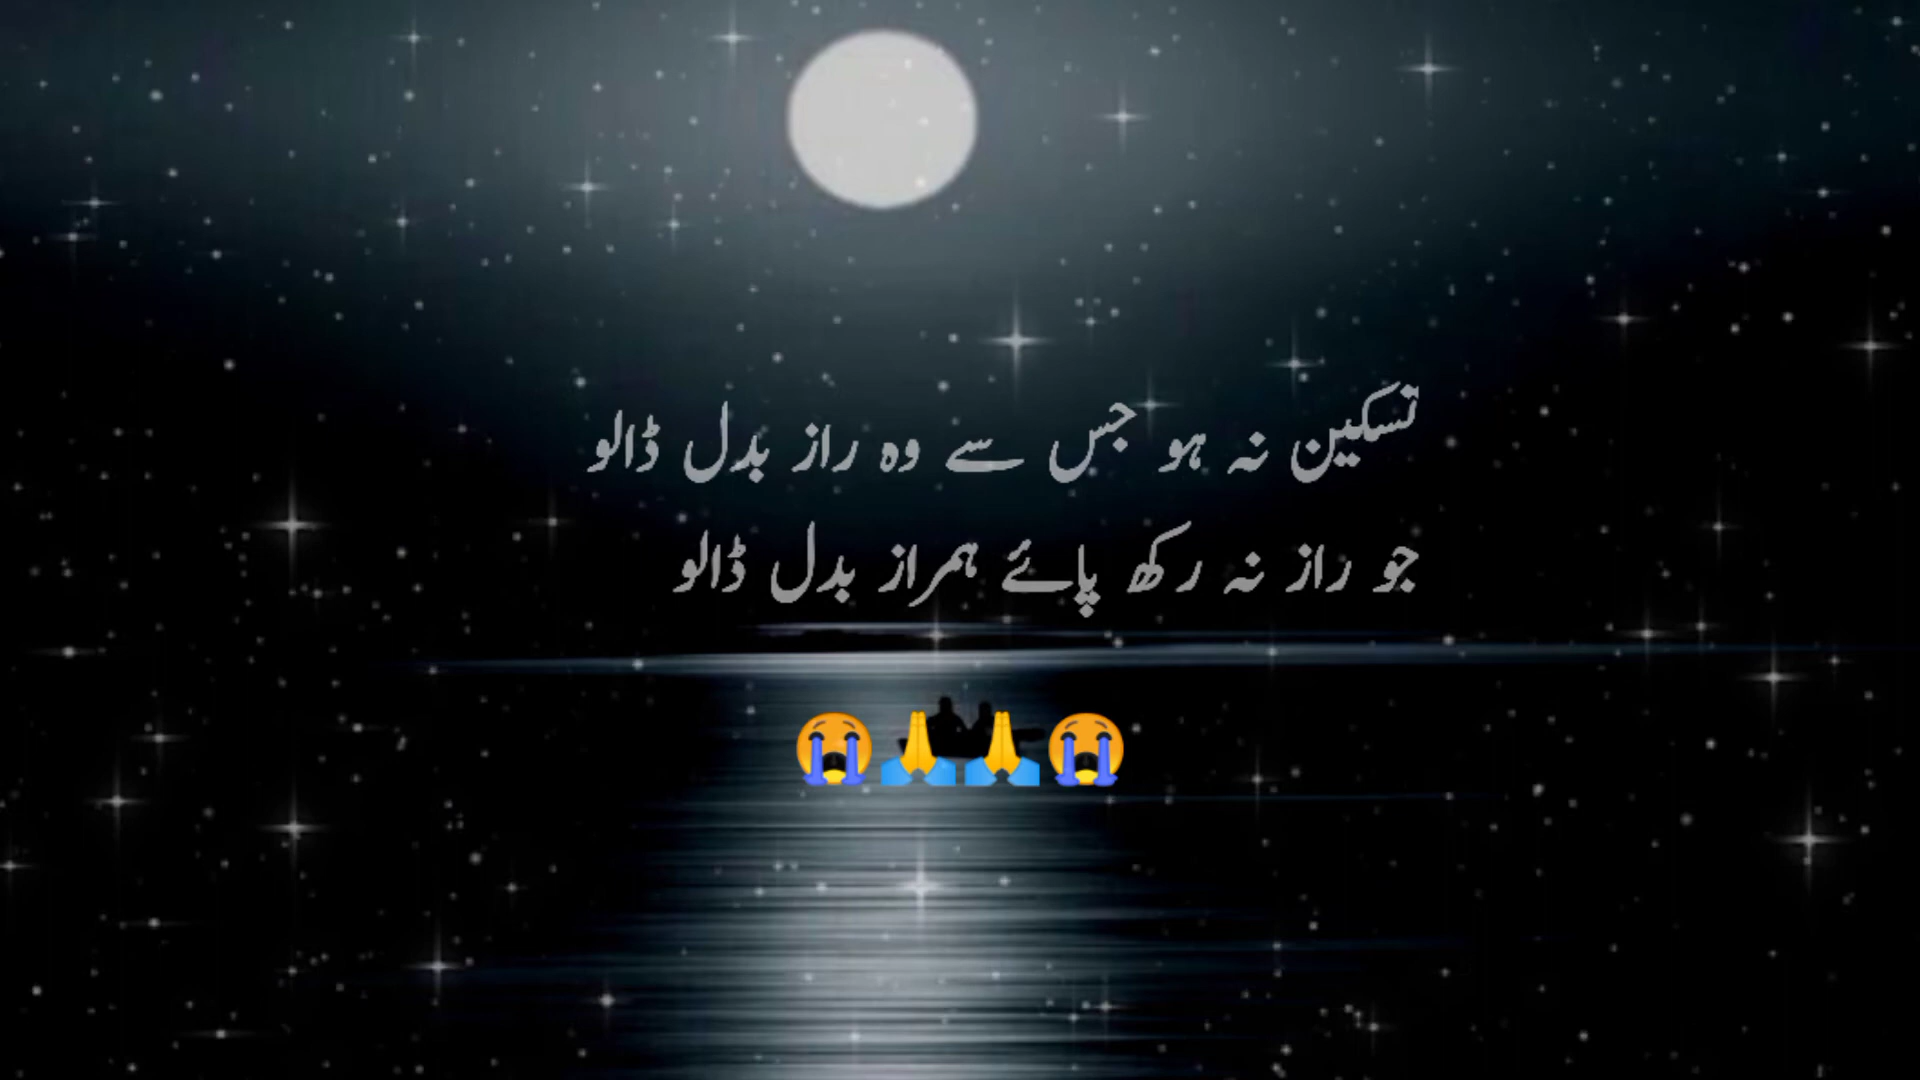 تسکین نہ ہو جس سے وہ راز بدل ڈالو
جو راز نہ رکھ پائے ہمراز بدل ڈالو
😭🙏🙏😭